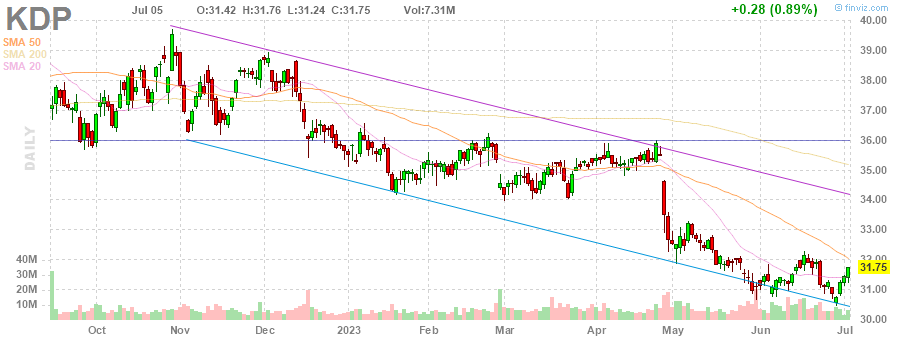 KDP
Jul 05 O:31.42 H:31.76 L:31.24 C:31.75 Vol:7.31M +0.28 (0.89%) © finviz.com
SMA 50
SMA 200
SMA 20
DAILY
40.00
39.00
38.00
37.00
36.00
35.00
34.00
33.00
32.00
31.75
31.00
30.00
40M
30M
20M
10M
Oct Nov Dec 2023 Feb Mar Apr May Jun Jul